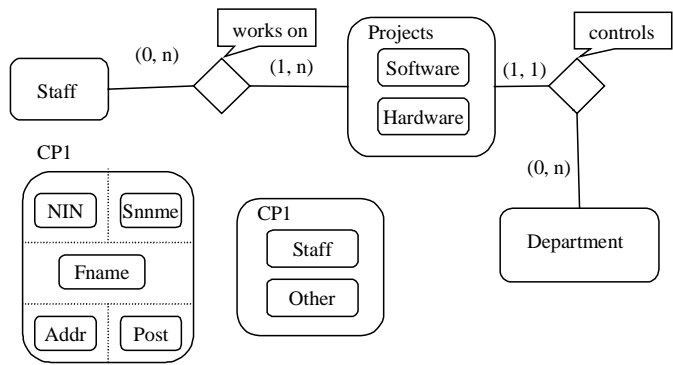 works on
controls
Projects
(0, n)
(1, n)
Software
(1, 1)
Staff
Hardware
CP1
(0, n)
NIN
Snnme
CP1
Department
Staff
Fname
Other
Addr
Post